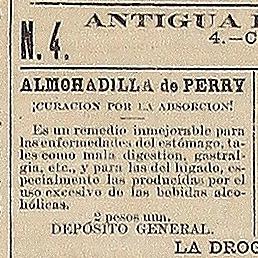 ANTIGUA
N. 4.
4.–C
ALMOHADILLA de PERRY
¡CURACION POR LA ABSORCION!
Es un remedio inmejorable para
las enfermedades del estómago, ta-
les como mala digestion, gastral-
gia, etc., y para las del higado, es-
pecialmente las producidas por el
uso excesivo de las bebidas alco-
hólicas.
2 pesos una.
DEPÓSITO GENERAL.
LA DROG